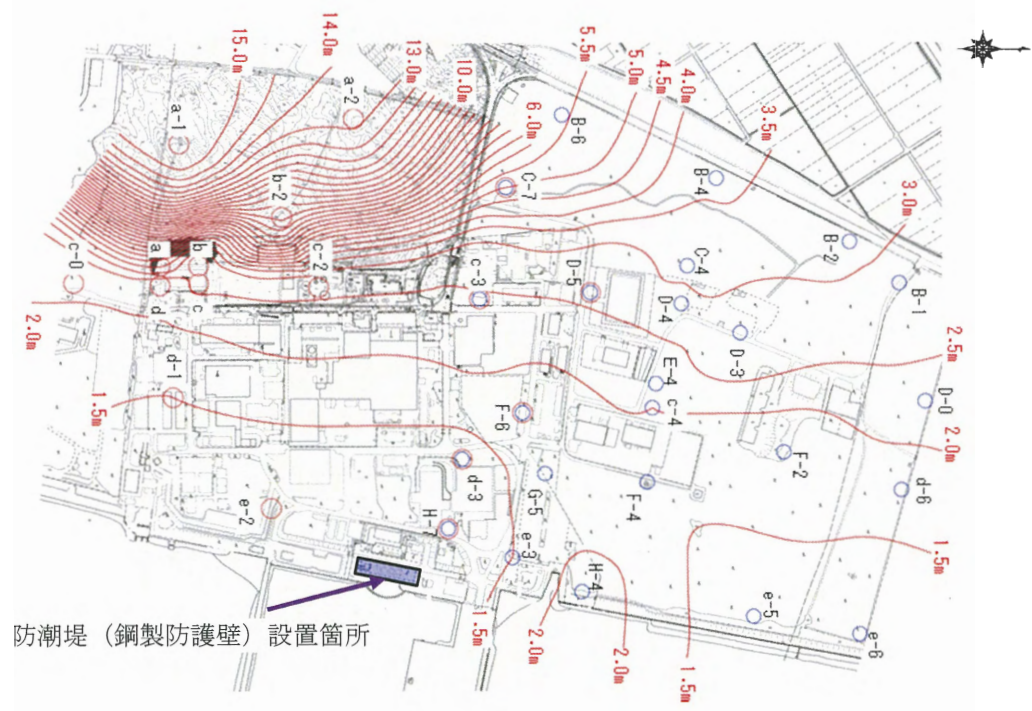 15.0m
14.0m
13.0m
10.0m
5.5m
5.0m
4.5m
4.0m
3.5m
3.0m
6.0m
a-1
a-2
B-6
B-4
B-2
B-1
b-2
C-7
C-4
c-0
a
b
c
d
c-2
c-3
D-5
D-4
D-3
2.5m
D-0
2.0m
E-4
c-4
2.0m
d-1
1.5m
F-6
F-2
d-6
d-3
G-5
F-4
e-2
e-3
H-4
1.5m
e-5
e-6
1.5m
2.0m
2.0m
1.5m
防潮堤（鋼製防護壁）設置箇所